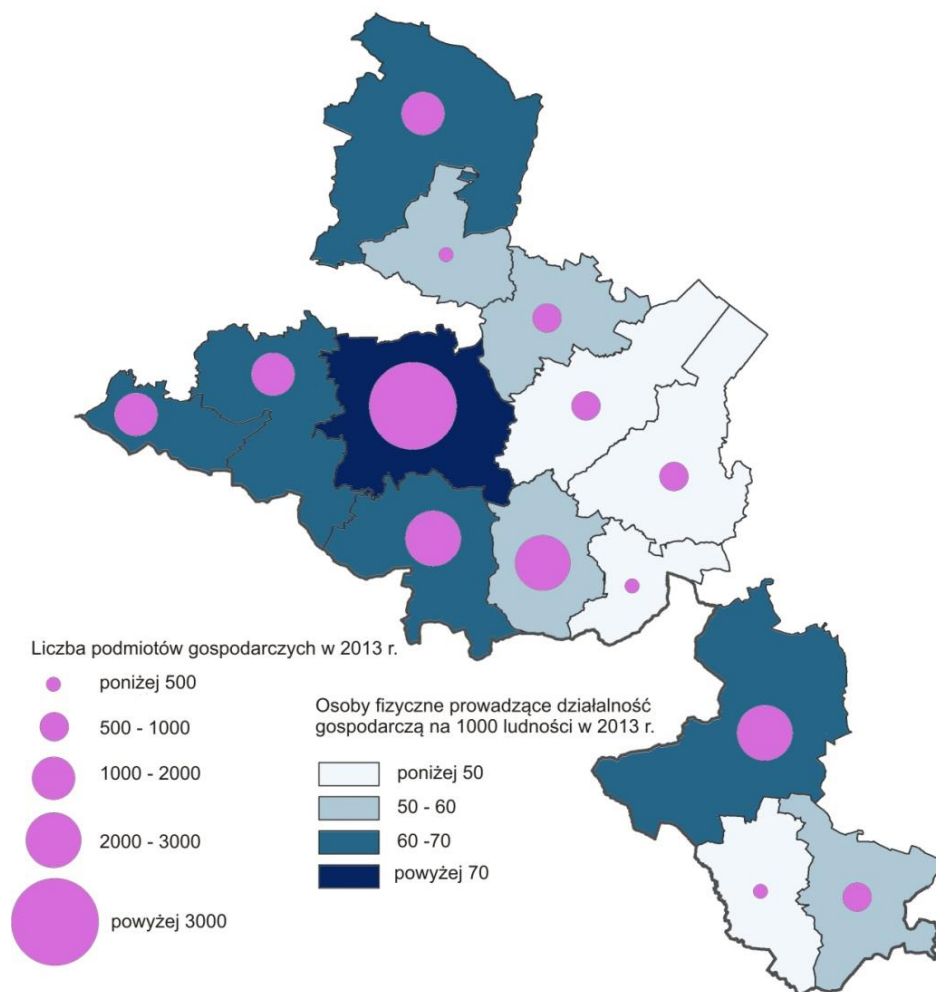 Liczba podmiotów gospodarczych w 2013 r.
poniżej 500
500 - 1000
1000 - 2000
2000 - 3000
powyżej 3000
Osoby fizyczne prowadzące działalność
gospodarczą na 1000 ludności w 2013 r.
poniżej 50
50 - 60
60 -70
powyżej 70